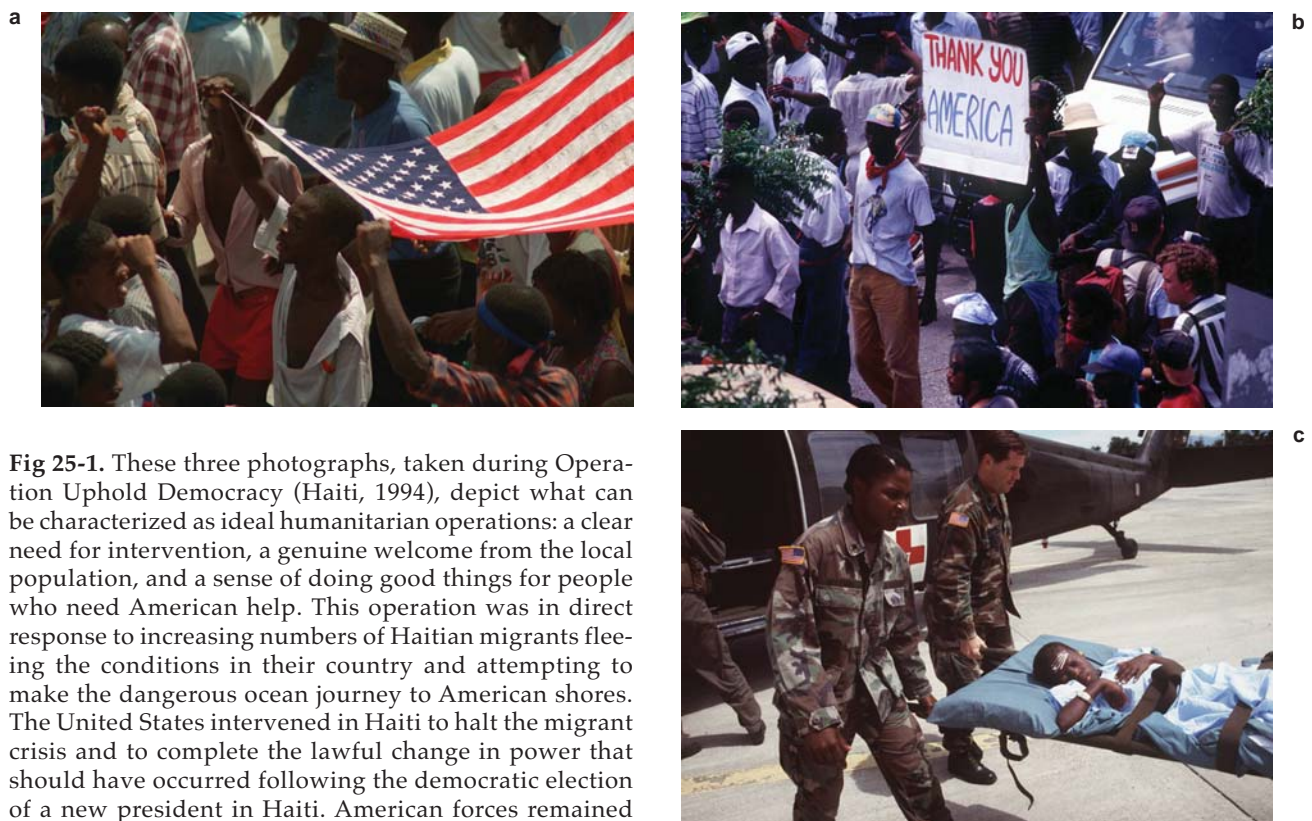 a
b
THANK YOU
AMERICA
c
Fig 25-1. These three photographs, taken during Opera-
tion Uphold Democracy (Haiti, 1994), depict what can
be characterized as ideal humanitarian operations: a clear
need for intervention, a genuine welcome from the local
population, and a sense of doing good things for people
who need American help. This operation was in direct
response to increasing numbers of Haitian migrants flee-
ing the conditions in their country and attempting to
make the dangerous ocean journey to American shores.
The United States intervened in Haiti to halt the migrant
crisis and to complete the lawful change in power that
should have occurred following the democratic election
of a new president in Haiti. American forces remained